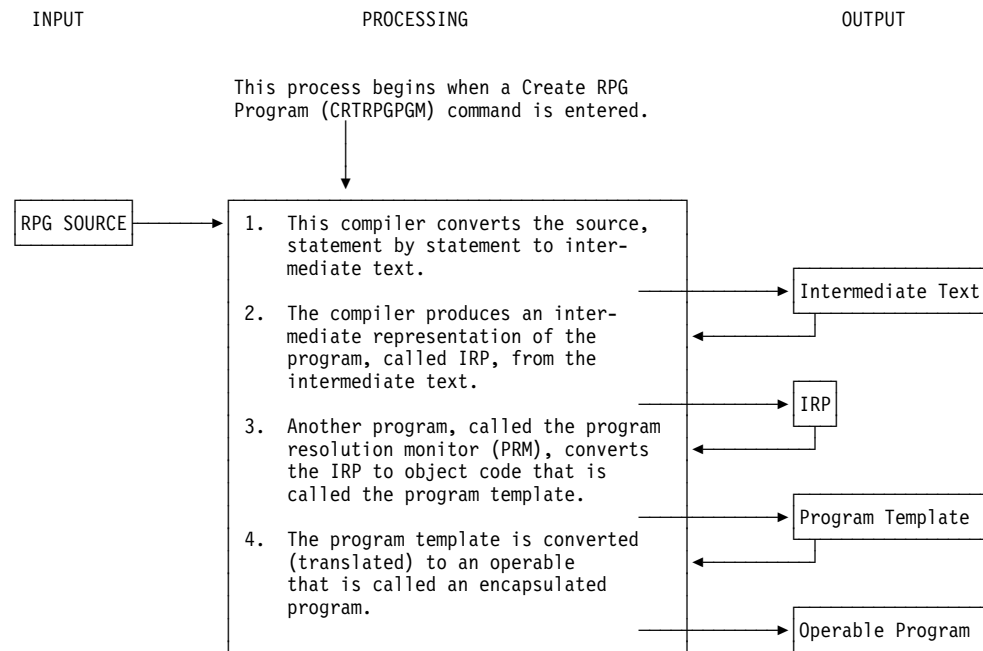 INPUT PROCESSING OUTPUT
This process begins when a Create RPG
Program (CRTRPGPGM) command is entered.
RPG SOURCE
1. This compiler converts the source,
statement by statement to inter-
mediate text.
Intermediate Text
2. The compiler produces an inter-
mediate representation of the
program, called IRP, from the
intermediate text.
IRP
3. Another program, called the program
resolution monitor (PRM), converts
the IRP to object code that is
called the program template.
Program Template
4. The program template is converted
(translated) to an operable
that is called an encapsulated
program.
Operable Program